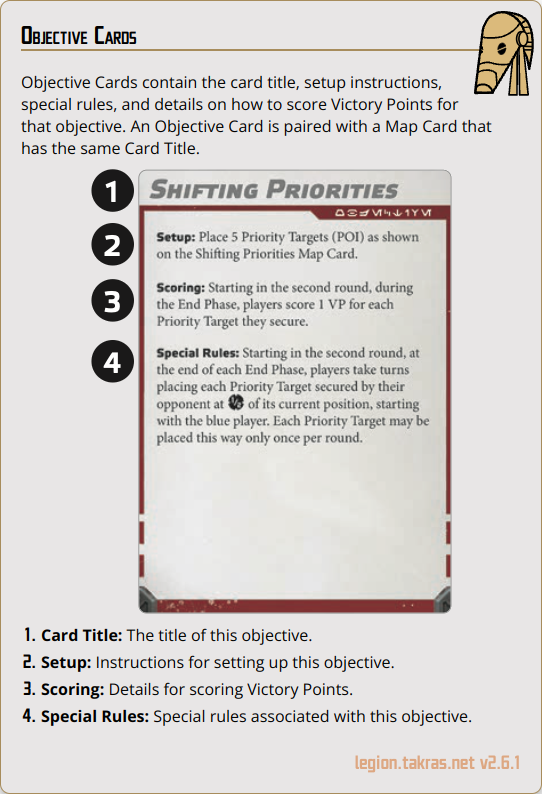 Objective Cards
Objective Cards contain the card title, setup instructions,
special rules, and details on how to score Victory Points for
that objective. An Objective Card is paired with a Map Card that
has the same Card Title.
1
Shifting Priorities
2
Setup: Place 5 Priority Targets (POI) as shown
on the Shifting Priorities Map Card.
3
Scoring: Starting in the second round, during
the End Phase, players score 1 VP for each
Priority Target they secure.
4
Special Rules: Starting in the second round, at
the end of each End Phase, players take turns
placing each Priority Target secured by their
opponent at ½ of its current position, starting
with the blue player. Each Priority Target may be
placed this way only once per round.
1. Card Title: The title of this objective.
2. Setup: Instructions for setting up this objective.
3. Scoring: Details for scoring Victory Points.
4. Special Rules: Special rules associated with this objective.
legion.takras.net v2.6.1